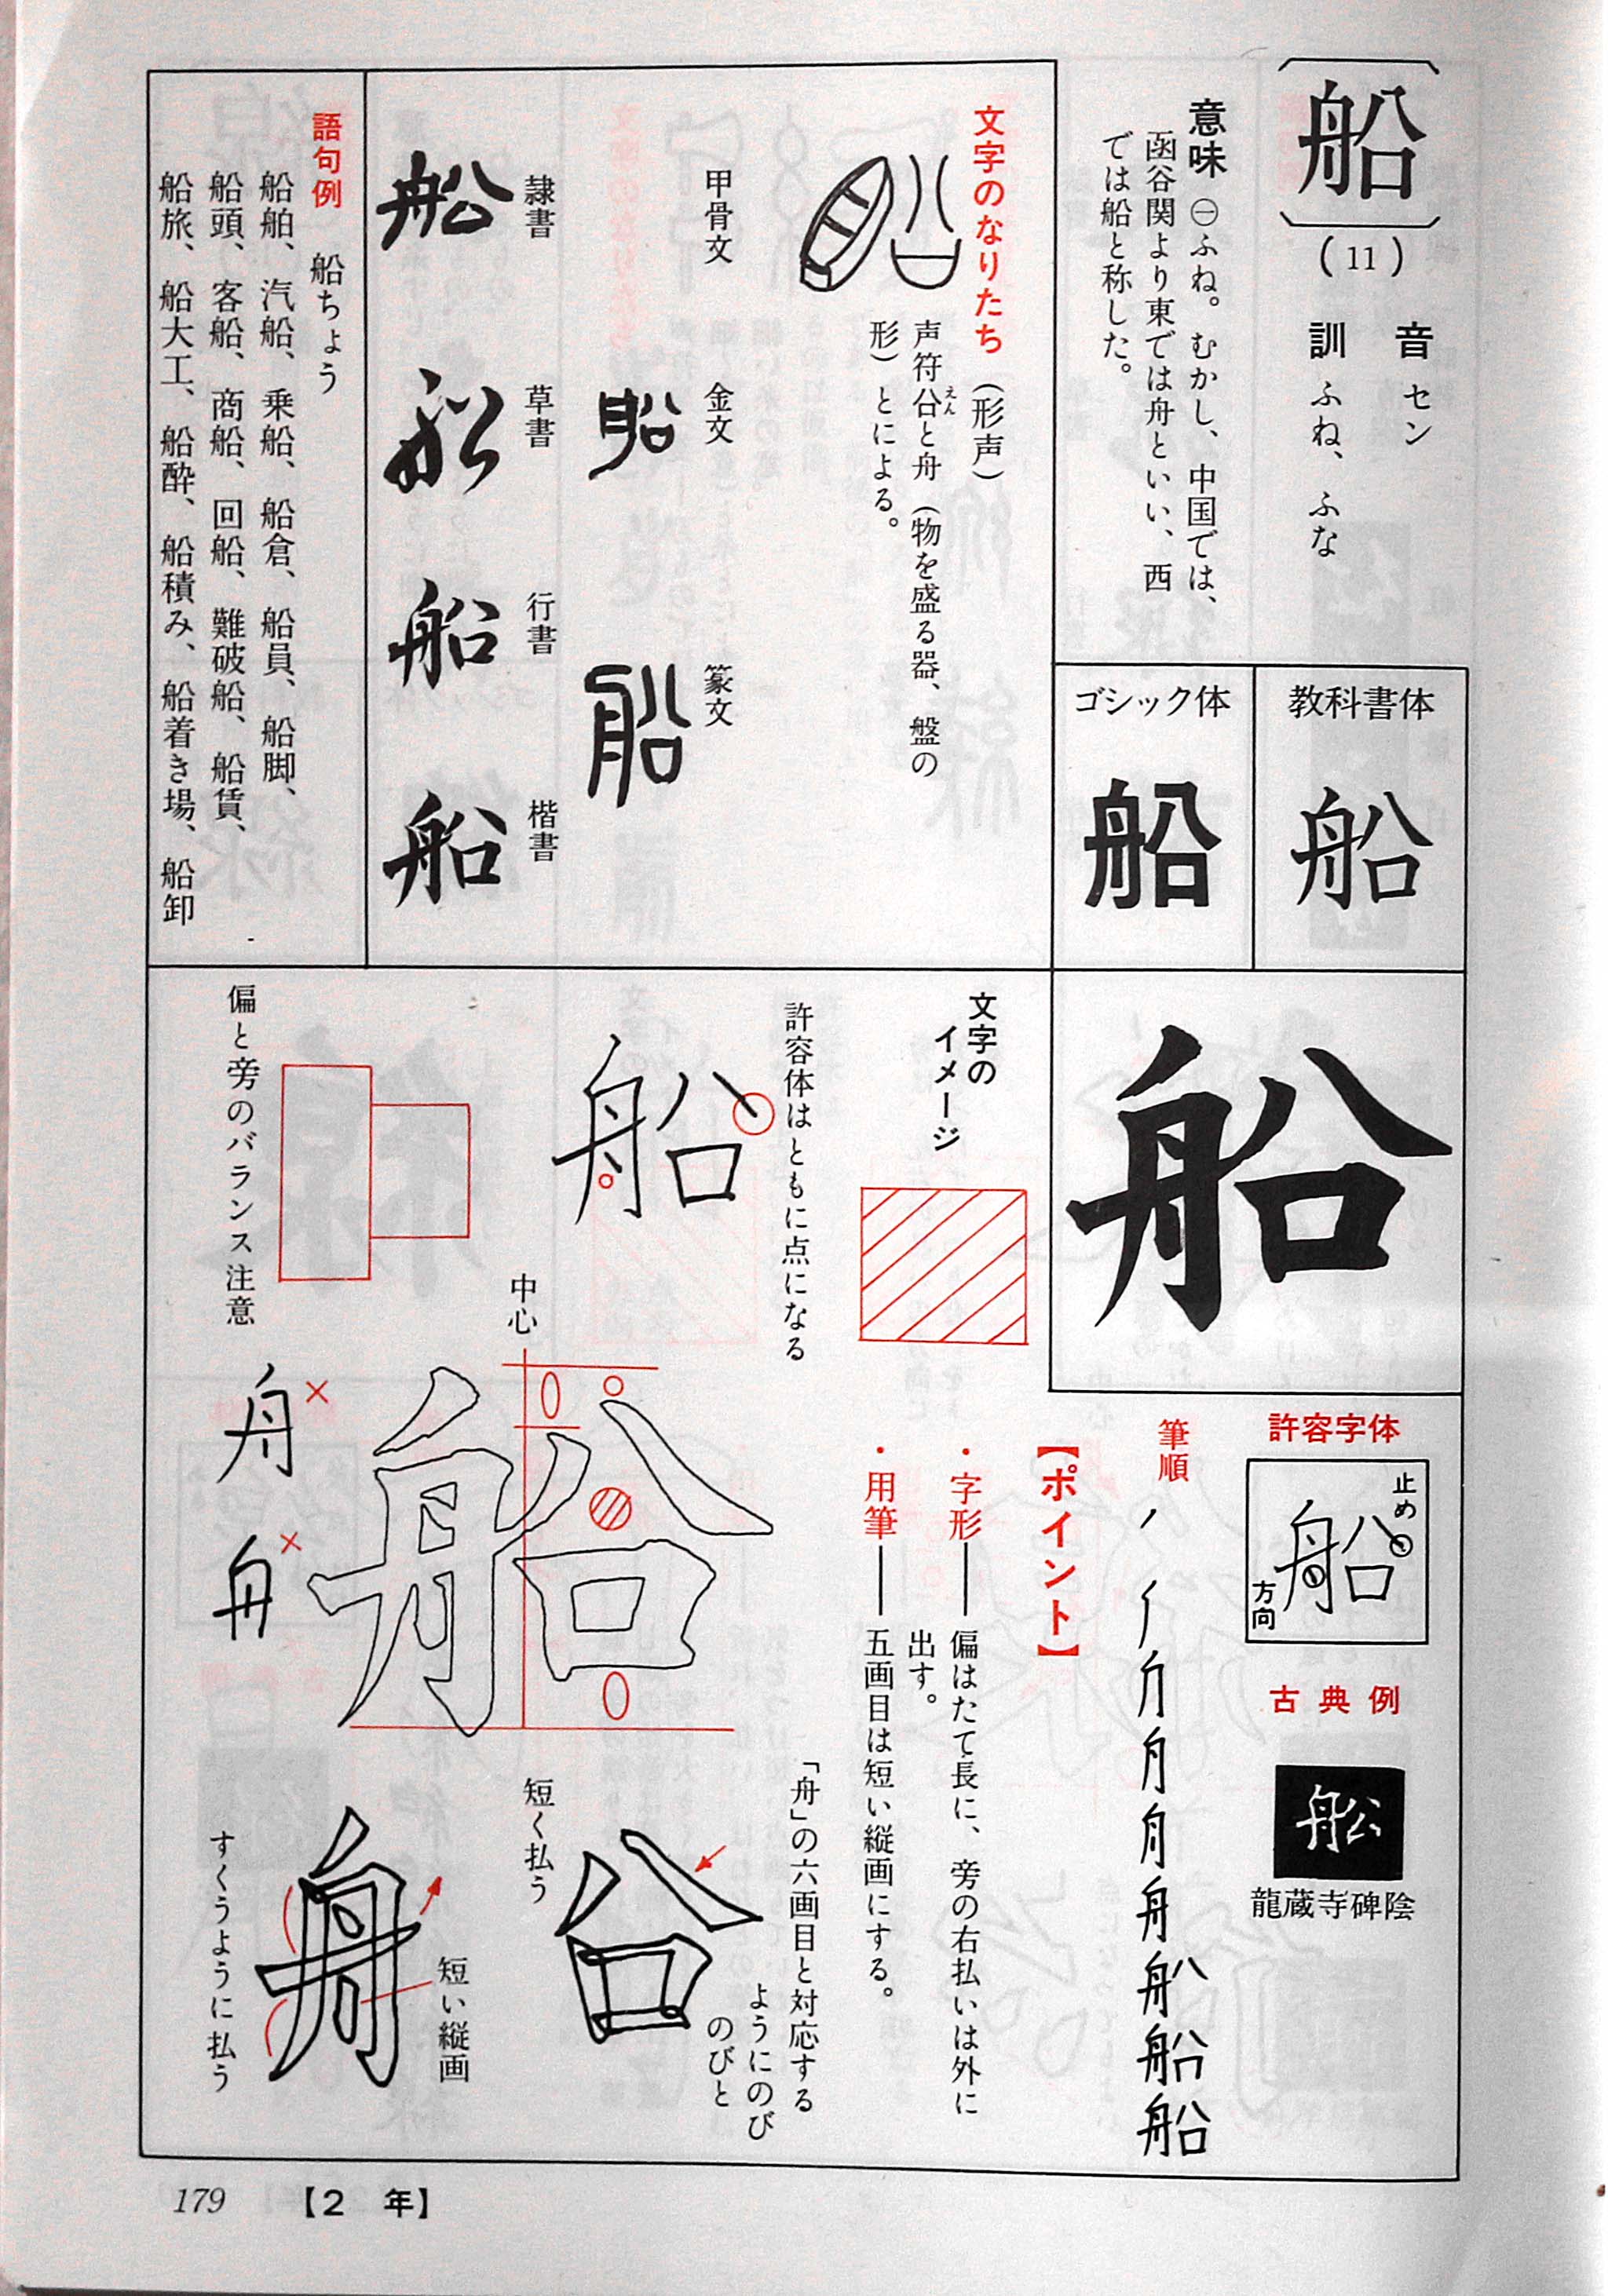 船
(11)
音 セン
訓 ふね、ふな
意味 ㊀ふね。むかし、中国では、
函谷関より東では舟といい、西
では船と称した。
教科書体
船
ゴシック体
船
文字のなりたち(形声)
声符㕣と舟(物を盛る器、盤の
えん
形)とによる。
甲骨文
金文
篆文
隷書
船
草書
船
行書
船
楷書
船
語句例 船ちょう
船舶、汽船、乗船、船倉、船員、船脚、
船頭、客船、商船、回船、難破船、船賃、
船旅、船大工、船酔、船積み、船着き場、船卸
船
許容字体
止め
船
方向
古典例
船
龍蔵寺碑陰
筆順
船
【ポイント】
・字形──偏はたて長に、旁の右払いは外に
出す。
・用筆──五画目は短い縦画にする。
文字の
イメージ
許容体はともに点になる
船
偏と旁のバランス注意
中心
船
舟
舟
「舟」の六画目と対応する
ようにのび
のびと
短く払う
㕣
短い縦画
舟
すくうように払う
179 【2 年】